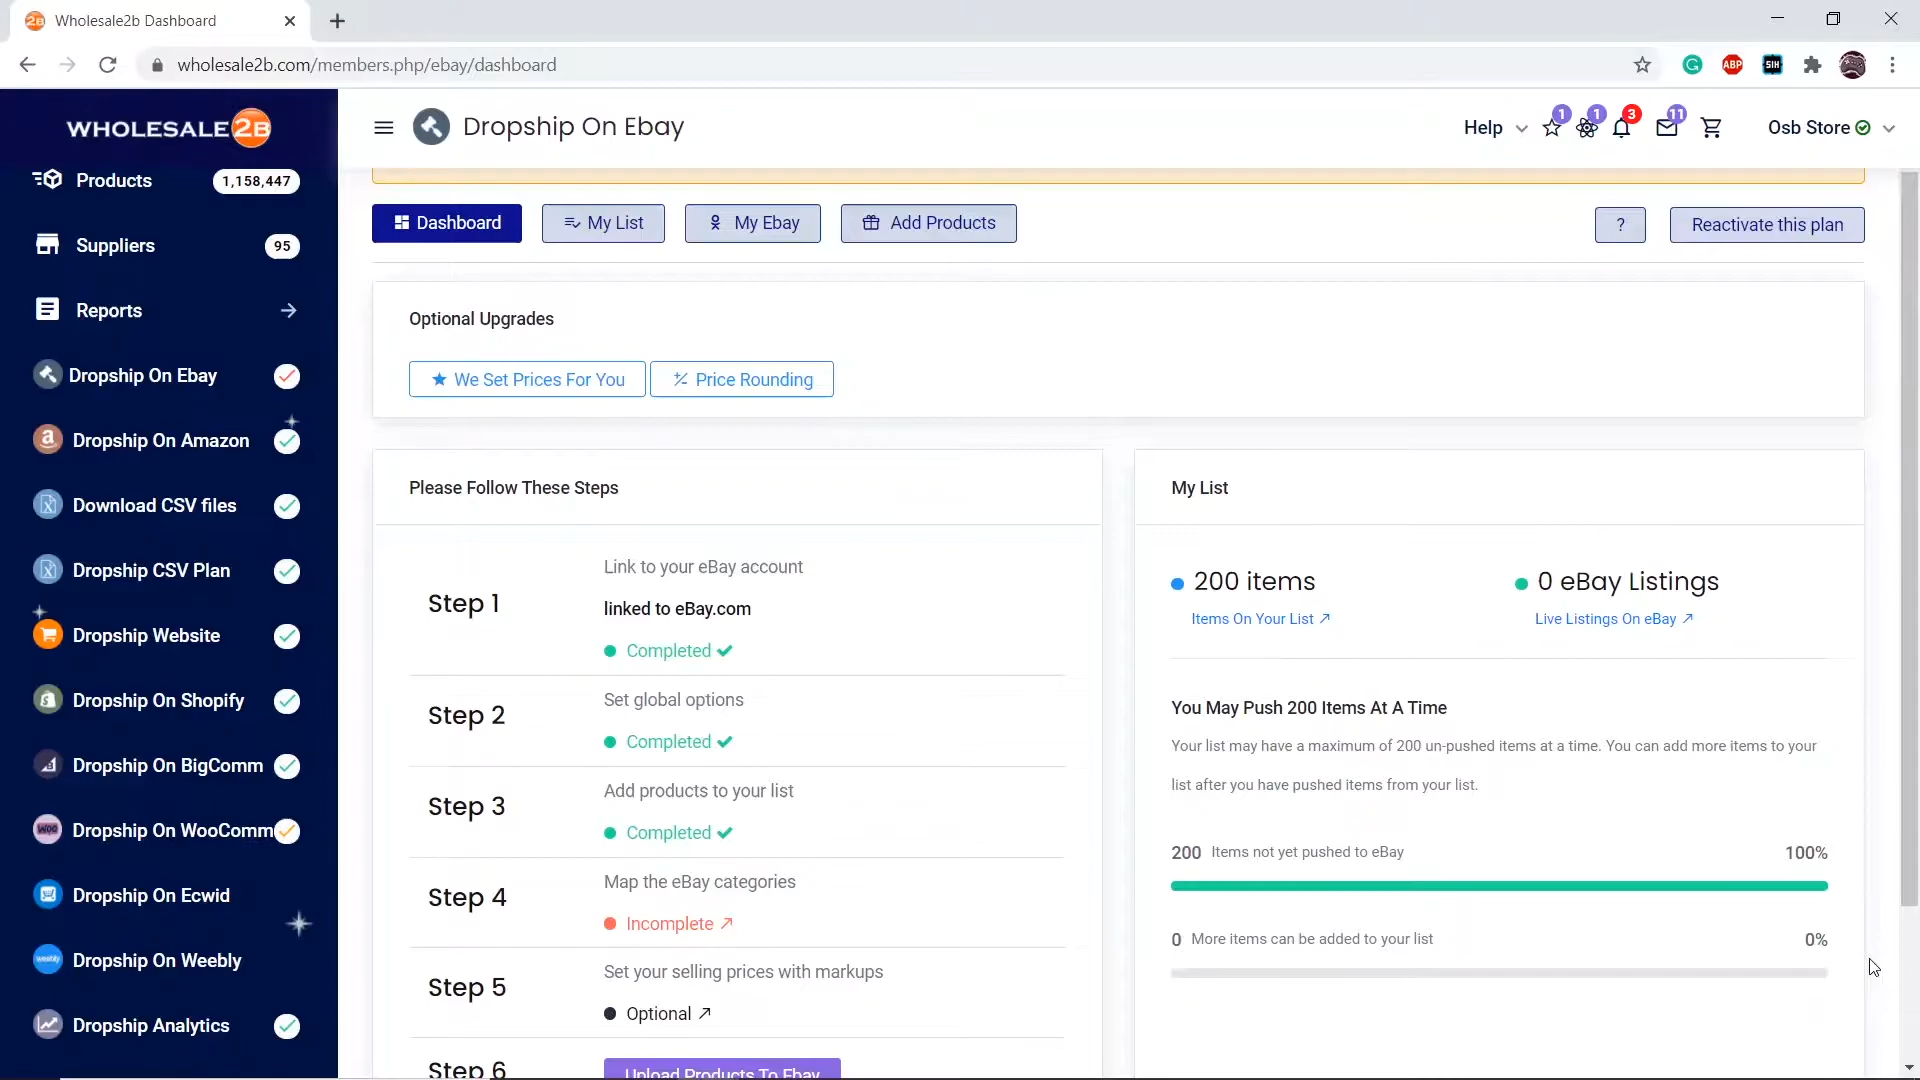 Wholesale2b Dashboard
wholesale2b.com/members.php/ebay/dashboard
ABP
SIH
WHOLESALE2B
Products 1,158,447
Suppliers 95
Reports
Dropship On Ebay
Dropship On Amazon
Download CSV files
Dropship CSV Plan
Dropship Website
Dropship On Shopify
Dropship On BigComm
Dropship On WooComm
Dropship On Ecwid
Dropship On Weebly
Dropship Analytics
Dropship On Ebay
Help
1
1
3
11
Osb Store
Dashboard
My List
My Ebay
Add Products
?
Reactivate this plan
Optional Upgrades
We Set Prices For You
Price Rounding
Please Follow These Steps
Step 1
Link to your eBay account
linked to eBay.com
Completed
Step 2
Set global options
Completed
Step 3
Add products to your list
Completed
Step 4
Map the eBay categories
Incomplete
Step 5
Set your selling prices with markups
Optional
Step 6
Upload Products To Ebay
My List
200 items
Items On Your List
0 eBay Listings
Live Listings On eBay
You May Push 200 Items At A Time
Your list may have a maximum of 200 un-pushed items at a time. You can add more items to your
list after you have pushed items from your list.
200 Items not yet pushed to eBay 100%
0 More items can be added to your list 0%